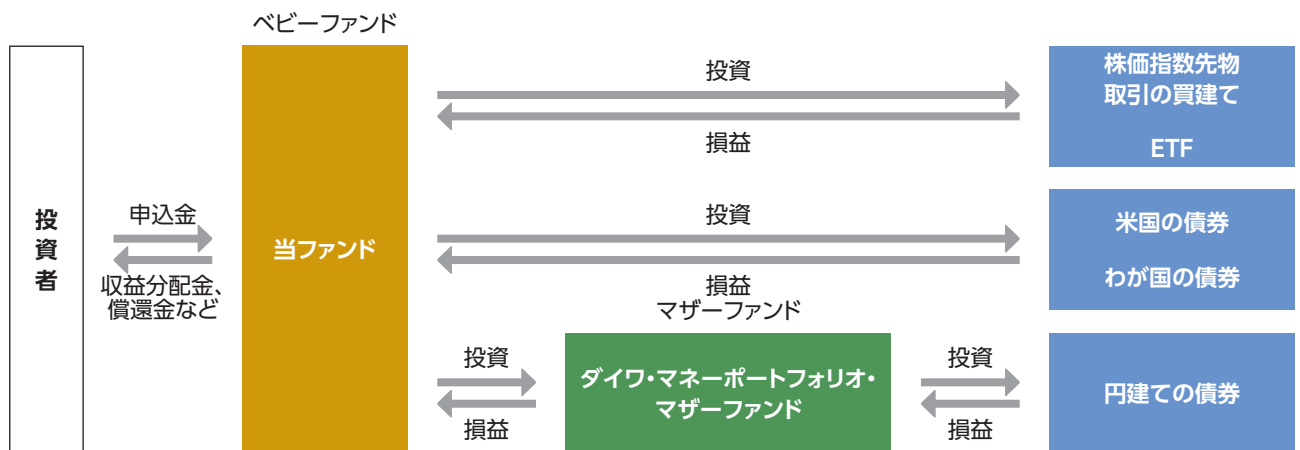 ベビーファンド
投資者
申込金
収益分配金、
償還金など
当ファンド
投資
損益
株価指数先物
取引の買建て
ETF
投資
損益
米国の債券
わが国の債券
マザーファンド
投資
損益
ダイワ・マネーポートフォリオ・
マザーファンド
投資
損益
円建ての債券